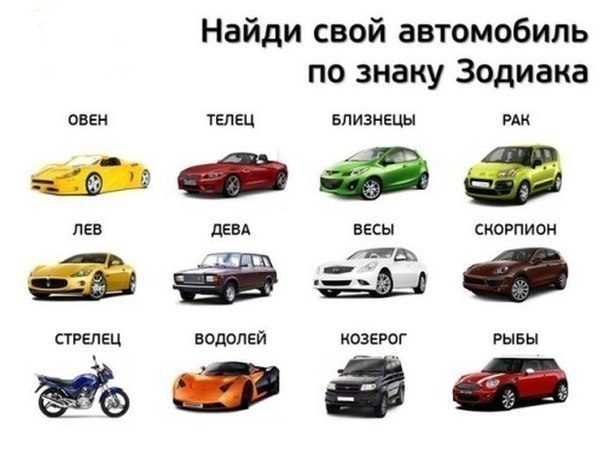 Найди свой автомобиль
по знаку Зодиака
ОВЕН ТЕЛЕЦ БЛИЗНЕЦЫ РАК
ЛЕВ ДЕВА ВЕСЫ СКОРПИОН
СТРЕЛЕЦ ВОДОЛЕЙ КОЗЕРОГ РЫБЫ